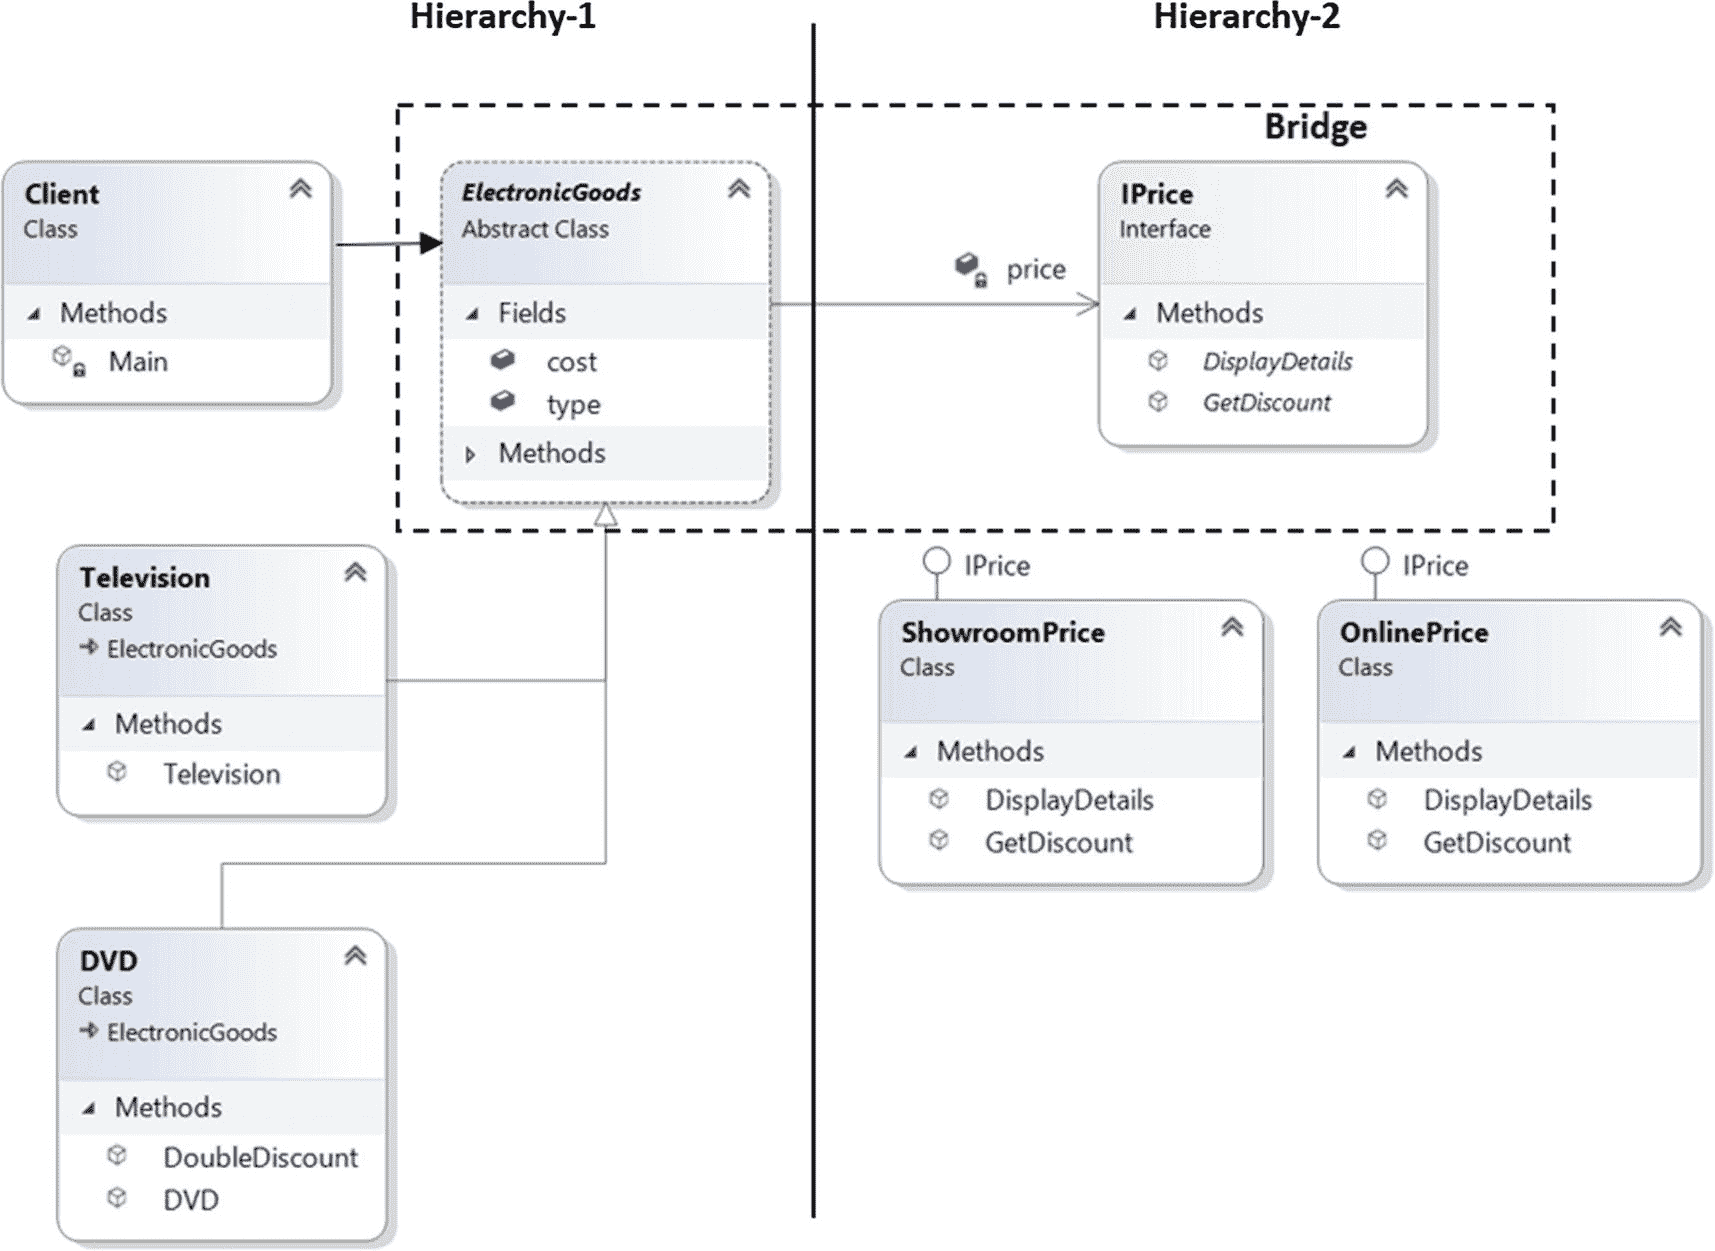 Hierarchy-1
Hierarchy-2
Bridge
Client
Class
Methods
Main
ElectronicGoods
Abstract Class
Fields
cost
type
Methods
price
IPrice
Interface
Methods
DisplayDetails
GetDiscount
Television
Class
ElectronicGoods
Methods
Television
IPrice
ShowroomPrice
Class
Methods
DisplayDetails
GetDiscount
IPrice
OnlinePrice
Class
Methods
DisplayDetails
GetDiscount
DVD
Class
ElectronicGoods
Methods
DoubleDiscount
DVD